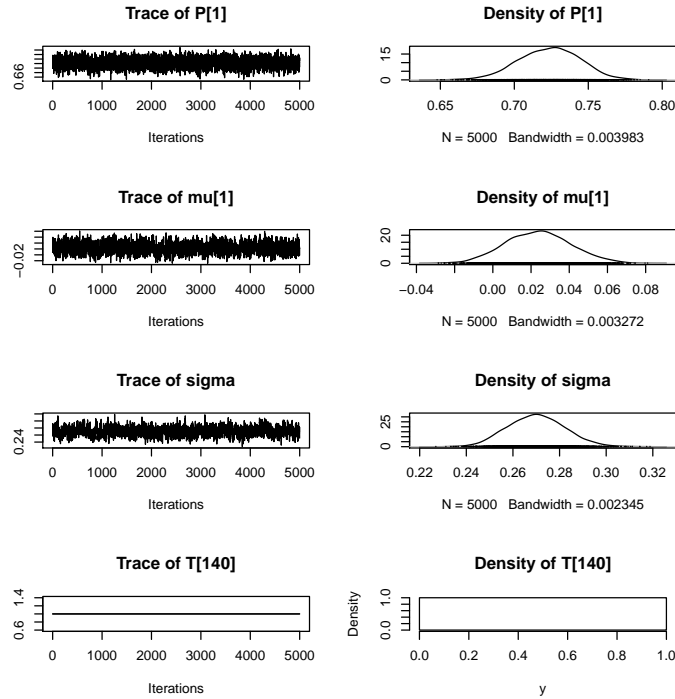 Trace of P[1]
0.66
0 1000 2000 3000 4000 5000
Iterations
Density of P[1]
0 15
0.65 0.70 0.75 0.80
N = 5000 Bandwidth = 0.003983
Trace of mu[1]
−0.02
0 1000 2000 3000 4000 5000
Iterations
Density of mu[1]
0 20
−0.04 0.00 0.02 0.04 0.06 0.08
N = 5000 Bandwidth = 0.003272
Trace of sigma
0.24
0 1000 2000 3000 4000 5000
Iterations
Density of sigma
0 25
0.22 0.24 0.26 0.28 0.30 0.32
N = 5000 Bandwidth = 0.002345
Trace of T[140]
0.6 1.4
0 1000 2000 3000 4000 5000
Iterations
Density of T[140]
Density
0.0 1.0
0.0 0.2 0.4 0.6 0.8 1.0
y